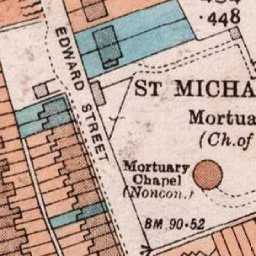 ·448
EDWARD STREET
ST MICHA
Mortua
(Ch. of
Mortuary
Chapel
(Noncon.)
BM 90·52